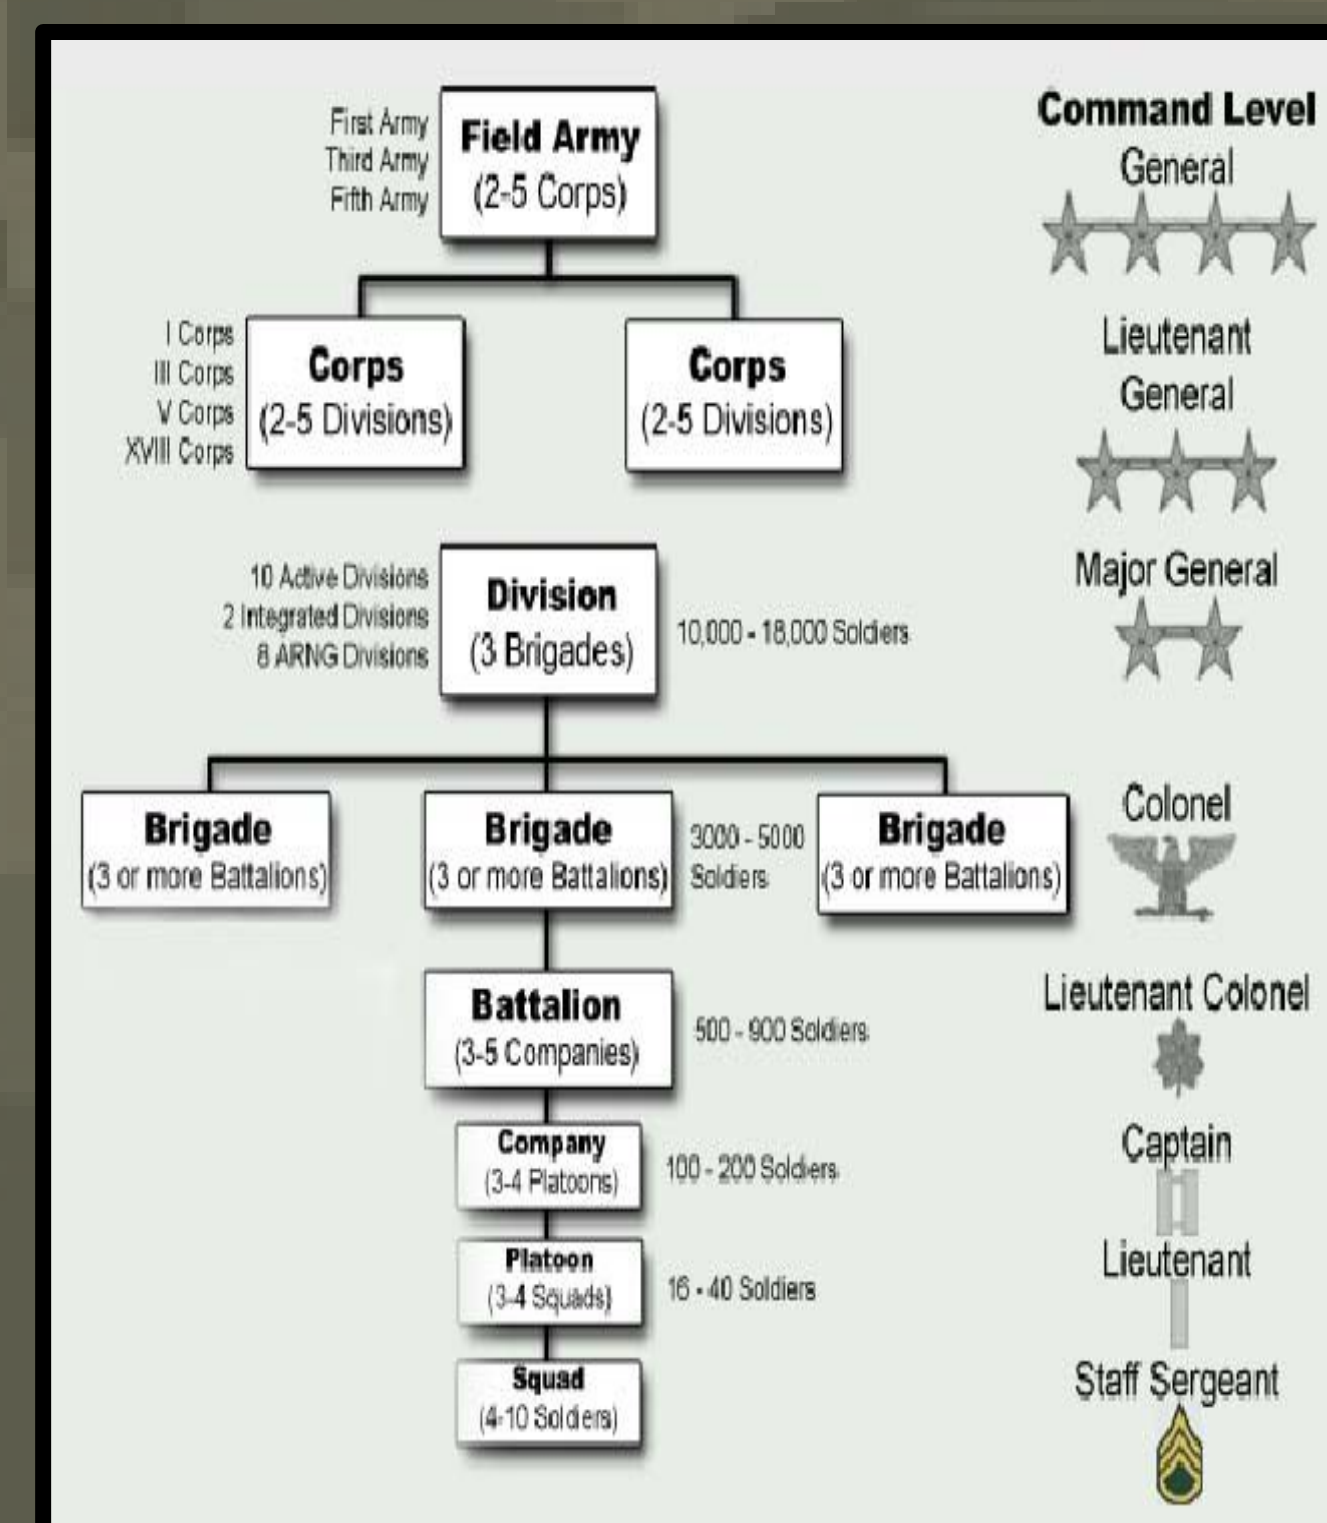 First Army
Third Army
Fifth Army
Field Army
(2-5 Corps)
Command Level
General
I Corps
III Corps
V Corps
XVIII Corps
Corps
(2-5 Divisions)
Corps
(2-5 Divisions)
Lieutenant
General
10 Active Divisions
2 Integrated Divisions
8 ARNG Divisions
Division
(3 Brigades)
10,000 - 18,000 Soldiers
Major General
Brigade
(3 or more Battalions)
Brigade
(3 or more Battalions)
3000 - 5000
Soldiers
Brigade
(3 or more Battalions)
Colonel
Battalion
(3-5 Companies)
500 - 900 Soldiers
Lieutenant Colonel
Company
(3-4 Platoons)
100 - 200 Soldiers
Captain
Platoon
(3-4 Squads)
16 - 40 Soldiers
Lieutenant
Squad
(4-10 Soldiers)
Staff Sergeant